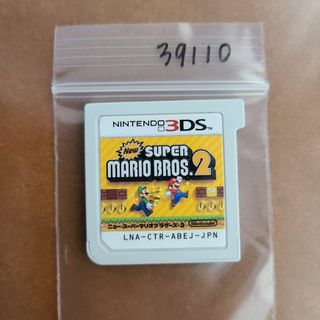 39110
NINTENDO 3DS
New SUPER
MARIO BROS. 2
ニュー・スーパーマリオブラザーズ・2
Nintendo
LNA-CTR-ABEJ-JPN